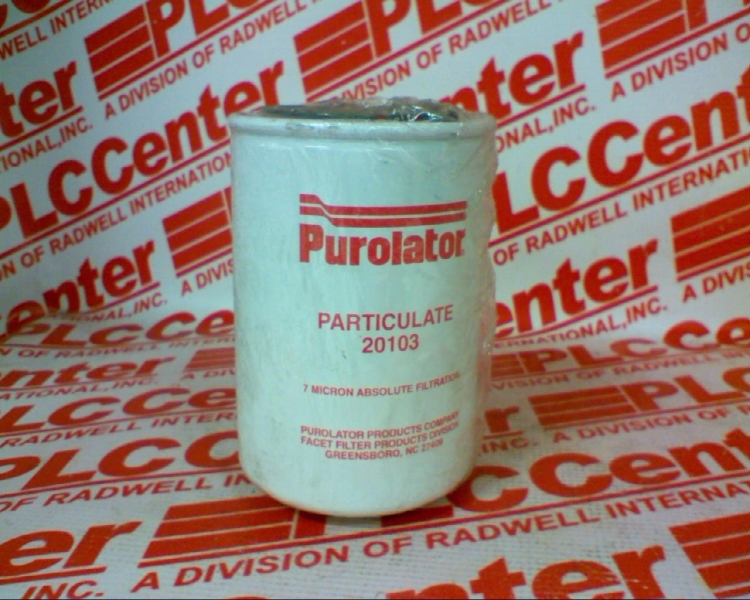 Purolator
PARTICULATE
20103
7 MICRON ABSOLUTE FILTRATION
PUROLATOR PRODUCTS COMPANY
FACET FILTER PRODUCTS DIVISION
GREENSBORO, NC
PLCCenter
A DIVISION OF RADWELL INTERNATIONAL, INC.